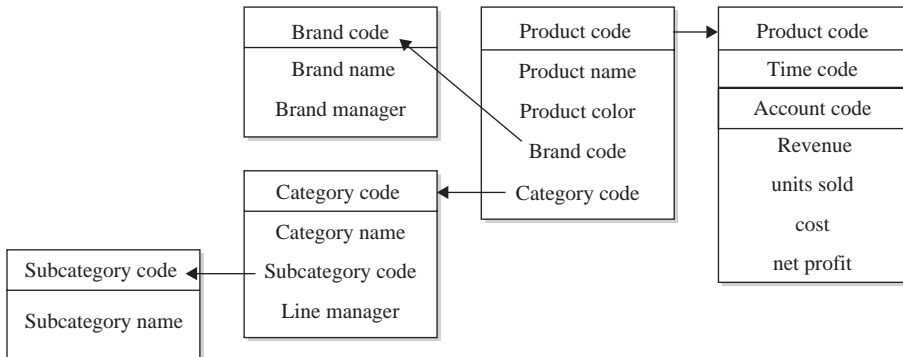 Brand code
Brand name
Brand manager
Product code
Product name
Product color
Brand code
Category code
Product code
Time code
Account code
Revenue
units sold
cost
net profit
Category code
Category name
Subcategory code
Line manager
Subcategory code
Subcategory name